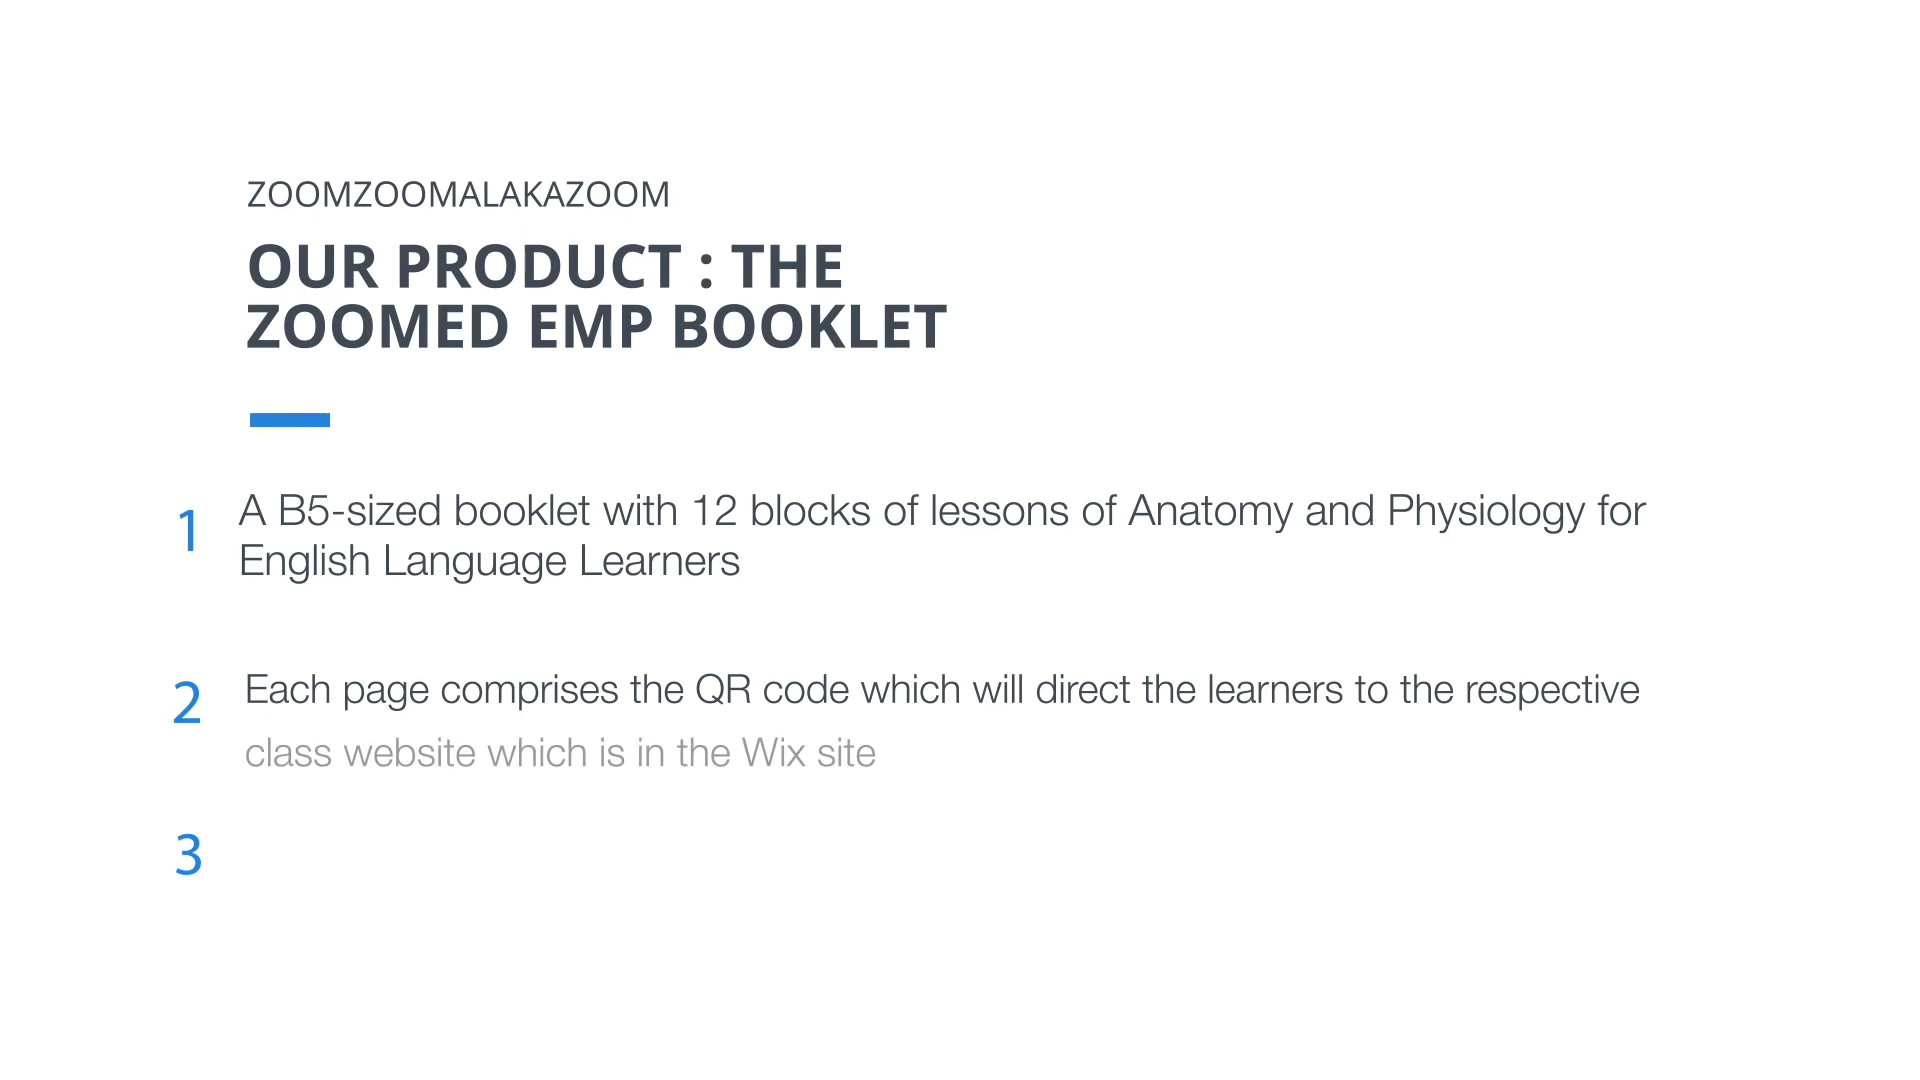 ZOOMZOOMALAKAZOOM
OUR PRODUCT : THE
ZOOMED EMP BOOKLET
1 A B5-sized booklet with 12 blocks of lessons of Anatomy and Physiology for
English Language Learners
2 Each page comprises the QR code which will direct the learners to the respective
class website which is in the Wix site
3